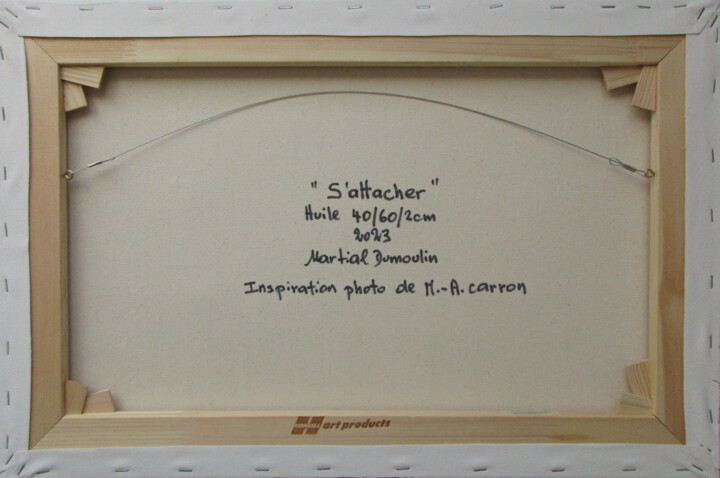 " S'attacher "
Huile 40/60/2cm
2023
Martial Dumoulin
Inspiration photo de M.-A. carron
art products